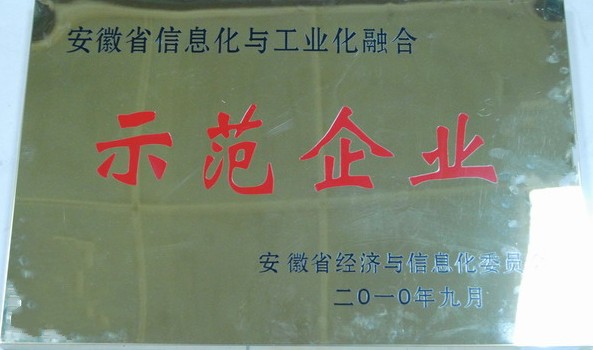 安徽省信息化与工业化融合
示范企业
安徽省经济与信息化委员会
二〇一〇年九月